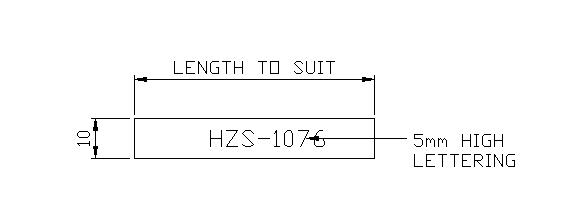 LENGTH TO SUIT
10
HZS-1076
5mm HIGH
LETTERING